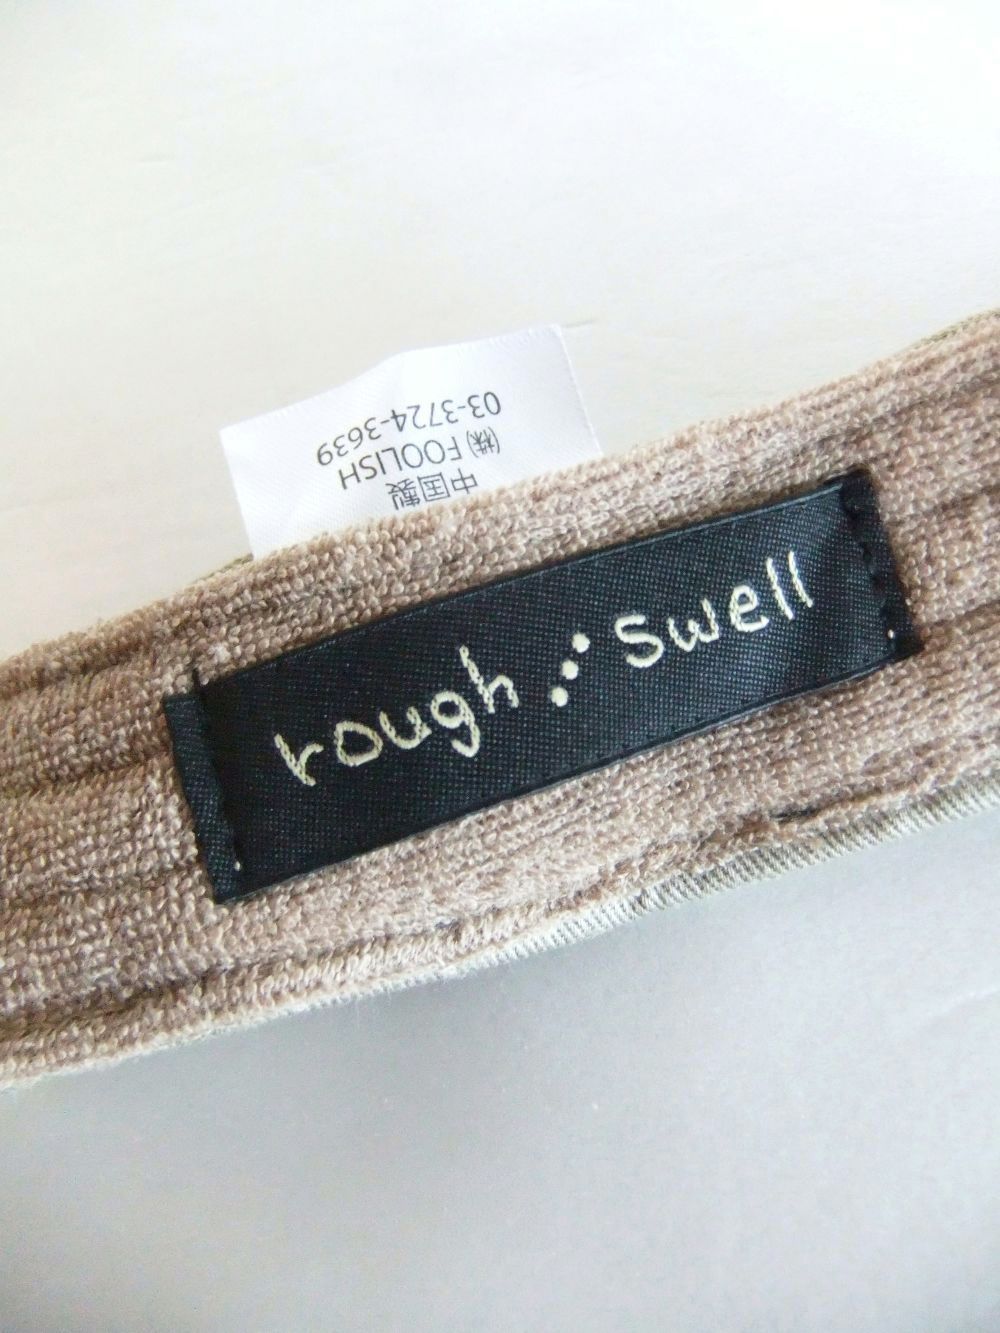 中国製
(株) FOOLISH
03-3724-3639
rough swell